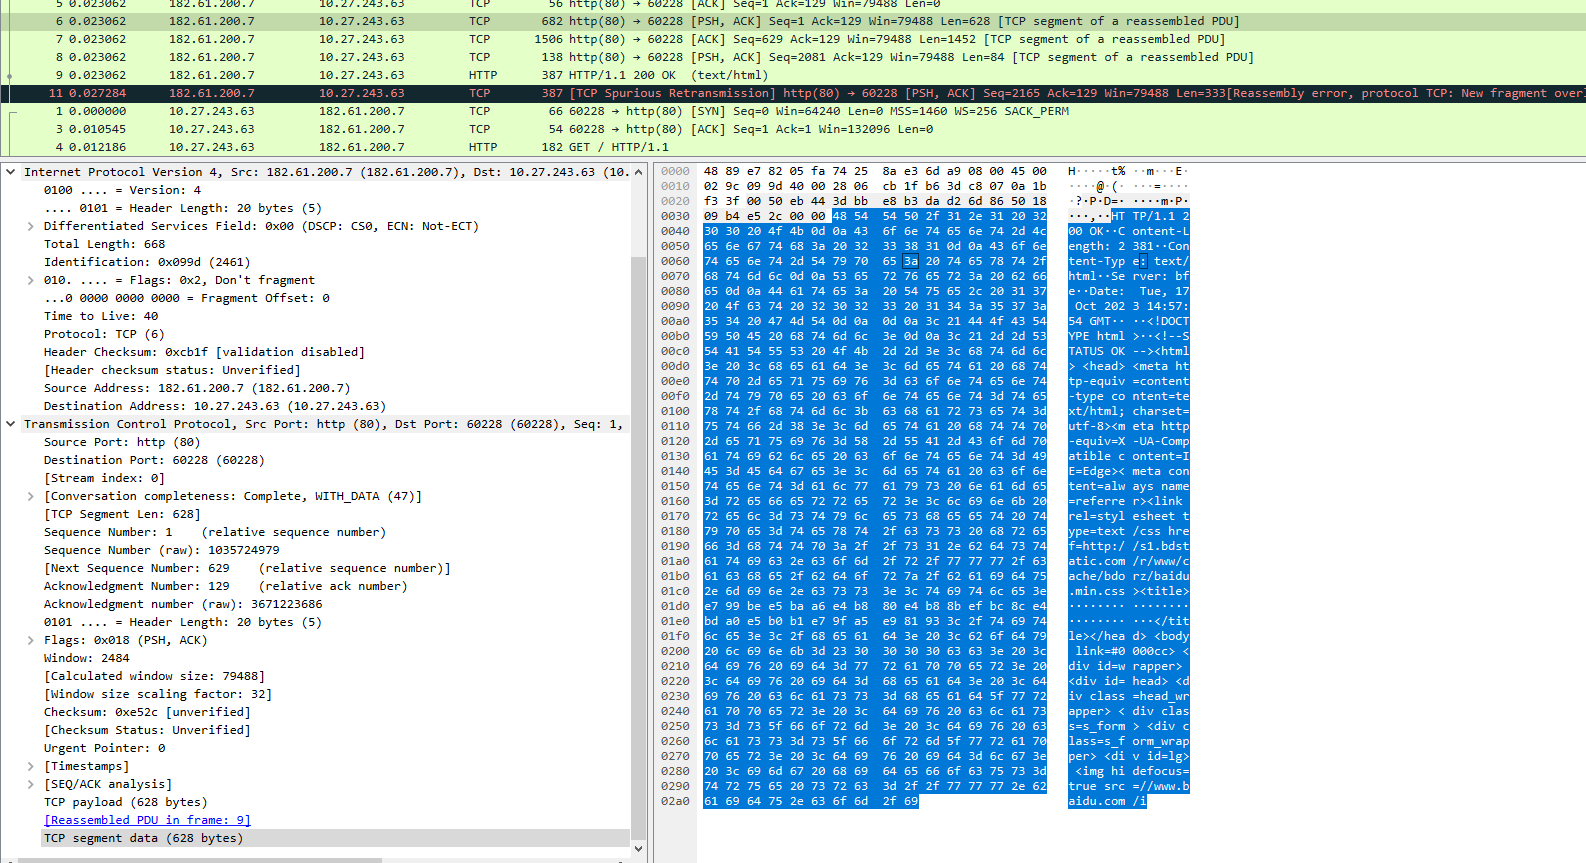 5 0.023062 182.61.200.7 10.27.243.63 TCP 56 http(80) → 60228 [ACK] Seq=1 Ack=129 Win=79488 Len=0
6 0.023062 182.61.200.7 10.27.243.63 TCP 682 http(80) → 60228 [PSH, ACK] Seq=1 Ack=129 Win=79488 Len=628 [TCP segment of a reassembled PDU]
7 0.023062 182.61.200.7 10.27.243.63 TCP 1506 http(80) → 60228 [ACK] Seq=629 Ack=129 Win=79488 Len=1452 [TCP segment of a reassembled PDU]
8 0.023062 182.61.200.7 10.27.243.63 TCP 138 http(80) → 60228 [PSH, ACK] Seq=2081 Ack=129 Win=79488 Len=84 [TCP segment of a reassembled PDU]
9 0.023062 182.61.200.7 10.27.243.63 HTTP 387 HTTP/1.1 200 OK (text/html)
11 0.027284 182.61.200.7 10.27.243.63 TCP 387 [TCP Spurious Retransmission] http(80) → 60228 [PSH, ACK] Seq=2165 Ack=129 Win=79488 Len=333[Reassembly error, protocol TCP: New fragment over
1 0.000000 10.27.243.63 182.61.200.7 TCP 66 60228 → http(80) [SYN] Seq=0 Win=64240 Len=0 MSS=1460 WS=256 SACK_PERM
3 0.010545 10.27.243.63 182.61.200.7 TCP 54 60228 → http(80) [ACK] Seq=1 Ack=1 Win=132096 Len=0
4 0.012186 10.27.243.63 182.61.200.7 HTTP 182 GET / HTTP/1.1
Internet Protocol Version 4, Src: 182.61.200.7 (182.61.200.7), Dst: 10.27.243.63 (10.
0100 .... = Version: 4
.... 0101 = Header Length: 20 bytes (5)
Differentiated Services Field: 0x00 (DSCP: CS0, ECN: Not-ECT)
Total Length: 668
Identification: 0x099d (2461)
010. .... = Flags: 0x2, Don't fragment
...0 0000 0000 0000 = Fragment Offset: 0
Time to Live: 40
Protocol: TCP (6)
Header Checksum: 0xcb1f [validation disabled]
[Header checksum status: Unverified]
Source Address: 182.61.200.7 (182.61.200.7)
Destination Address: 10.27.243.63 (10.27.243.63)
Transmission Control Protocol, Src Port: http (80), Dst Port: 60228 (60228), Seq: 1,
Source Port: http (80)
Destination Port: 60228 (60228)
[Stream index: 0]
[Conversation completeness: Complete, WITH_DATA (47)]
[TCP Segment Len: 628]
Sequence Number: 1 (relative sequence number)
Sequence Number (raw): 1035724979
[Next Sequence Number: 629 (relative sequence number)]
Acknowledgment Number: 129 (relative ack number)
Acknowledgment number (raw): 3671223686
0101 .... = Header Length: 20 bytes (5)
Flags: 0x018 (PSH, ACK)
Window: 2484
[Calculated window size: 79488]
[Window size scaling factor: 32]
Checksum: 0xe52c [unverified]
[Checksum Status: Unverified]
Urgent Pointer: 0
[Timestamps]
[SEQ/ACK analysis]
TCP payload (628 bytes)
[Reassembled PDU in frame: 9]
TCP segment data (628 bytes)
0000 48 89 e7 82 05 fa 74 25 8a e3 6d a9 08 00 45 00 H·····t% ··m···E·
0010 02 9c 09 9d 40 00 28 06 cb 1f b6 3d c8 07 0a 1b ····@·(· ···=····
0020 f3 3f 00 50 eb 44 3d bb e8 b3 da d2 6d 86 50 18 ·?·P·D=· ····m·P·
0030 09 b4 e5 2c 00 00 48 54 54 50 2f 31 2e 31 20 32 ···,··HT TP/1.1 2
0040 30 30 20 4f 4b 0d 0a 43 6f 6e 74 65 6e 74 2d 4c 00 OK··C ontent-L
0050 65 6e 67 74 68 3a 20 32 33 38 31 0d 0a 43 6f 6e ength: 2 381··Con
0060 74 65 6e 74 2d 54 79 70 65 3a 20 74 65 78 74 2f tent-Typ e: text/
0070 68 74 6d 6c 0d 0a 53 65 72 76 65 72 3a 20 62 66 html··Se rver: bf
0080 65 0d 0a 44 61 74 65 3a 20 54 75 65 2c 20 31 37 e··Date: Tue, 17
0090 20 4f 63 74 20 32 30 32 33 20 31 34 3a 35 37 3a Oct 202 3 14:57:
00a0 35 34 20 47 4d 54 0d 0a 0d 0a 3c 21 44 4f 43 54 54 GMT·· ··<!DOCT
00b0 59 50 45 20 68 74 6d 6c 3e 0d 0a 3c 21 2d 2d 53 YPE html >··<!--S
00c0 54 41 54 55 53 20 4f 4b 2d 2d 3e 3c 68 74 6d 6c TATUS OK --><html
00d0 3e 20 3c 68 65 61 64 3e 3c 6d 65 74 61 20 68 74 > <head> <meta ht
00e0 74 70 2d 65 71 75 69 76 3d 63 6f 6e 74 65 6e 74 tp-equiv =content
00f0 2d 74 79 70 65 20 63 6f 6e 74 65 6e 74 3d 74 65 -type co ntent=te
0100 78 74 2f 68 74 6d 6c 3b 63 68 61 72 73 65 74 3d xt/html; charset=
0110 75 74 66 2d 38 3e 3c 6d 65 74 61 20 68 74 74 70 utf-8><m eta http
0120 2d 65 71 75 69 76 3d 58 2d 55 41 2d 43 6f 6d 70 -equiv=X -UA-Comp
0130 61 74 69 62 6c 65 20 63 6f 6e 74 65 6e 74 3d 49 atible c ontent=I
0140 45 3d 45 64 67 65 3e 3c 6d 65 74 61 20 63 6f 6e E=Edge>< meta con
0150 74 65 6e 74 3d 61 6c 77 61 79 73 20 6e 61 6d 65 tent=alw ays name
0160 3d 72 65 66 65 72 72 65 72 3e 3c 6c 69 6e 6b 20 =referre r><link
0170 72 65 6c 3d 73 74 79 6c 65 73 68 65 65 74 20 74 rel=styl esheet t
0180 79 70 65 3d 74 65 78 74 2f 63 73 73 20 68 72 65 ype=text /css hre
0190 66 3d 68 74 74 70 3a 2f 2f 73 31 2e 62 64 73 74 f=http:/ /s1.bdst
01a0 61 74 69 63 2e 63 6f 6d 2f 72 2f 77 77 77 2f 63 atic.com /r/www/c
01b0 61 63 68 65 2f 62 64 6f 72 7a 2f 62 61 69 64 75 ache/bdo rz/baidu
01c0 2e 6d 69 6e 2e 63 73 73 3e 3c 74 69 74 6c 65 3e .min.css ><title>
01d0 e7 99 be e5 ba a6 e4 b8 80 e4 b8 8b ef bc 8c e4 ········ ········
01e0 bd a0 e5 b0 b1 e7 9f a5 e9 81 93 3c 2f 74 69 74 ········ ···</tit
01f0 6c 65 3e 3c 2f 68 65 61 64 3e 20 3c 62 6f 64 79 le></hea d> <body
0200 20 6c 69 6e 6b 3d 23 30 30 30 30 63 63 3e 20 3c link=#0 000cc> <
0210 64 69 76 20 69 64 3d 77 72 61 70 70 65 72 3e 20 div id=w rapper>
0220 3c 64 69 76 20 69 64 3d 68 65 61 64 3e 20 3c 64 <div id= head> <d
0230 69 76 20 63 6c 61 73 73 3d 68 65 61 64 5f 77 72 iv class =head_wr
0240 61 70 70 65 72 3e 20 3c 64 69 76 20 63 6c 61 73 apper> < div clas
0250 73 3d 73 5f 66 6f 72 6d 3e 20 3c 64 69 76 20 63 s=s_form > <div c
0260 6c 61 73 73 3d 73 5f 66 6f 72 6d 5f 77 72 61 70 lass=s_f orm_wrap
0270 70 65 72 3e 20 3c 64 69 76 20 69 64 3d 6c 67 3e per> <di v id=lg>
0280 20 3c 69 6d 67 20 68 69 64 65 66 6f 63 75 73 3d <img hi defocus=
0290 74 72 75 65 20 73 72 63 3d 2f 2f 77 77 77 2e 62 true src =//www.b
02a0 61 69 64 75 2e 63 6f 6d 2f 69 aidu.com /i